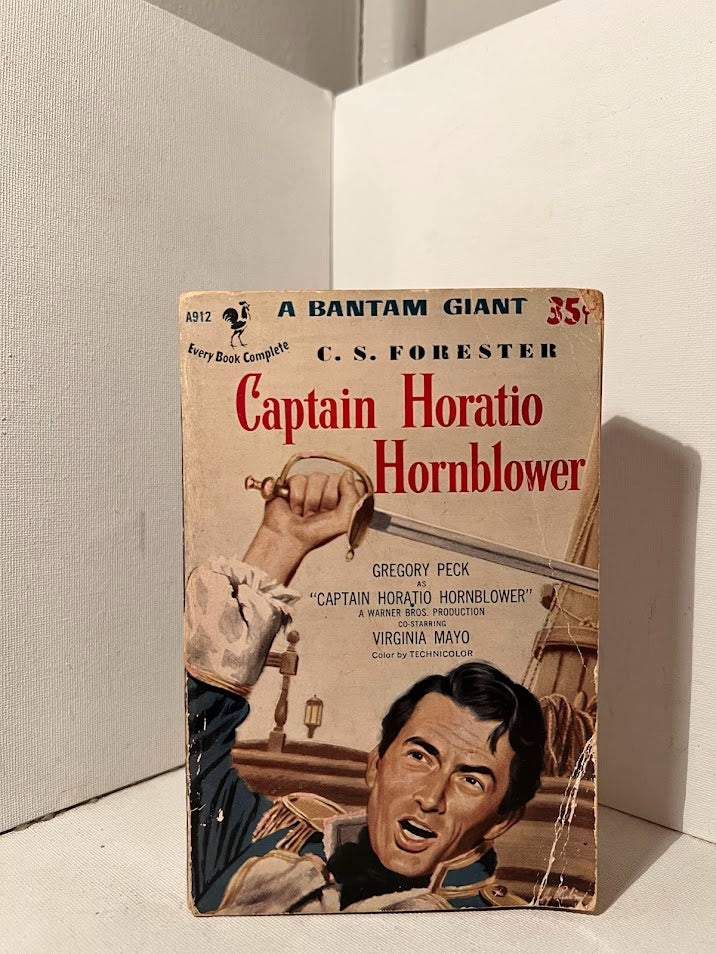 A912
A BANTAM GIANT
35¢
Every Book Complete
C. S. FORESTER
Captain Horatio
Hornblower
GREGORY PECK
AS
"CAPTAIN HORATIO HORNBLOWER"
A WARNER BROS. PRODUCTION
CO-STARRING
VIRGINIA MAYO
Color by TECHNICOLOR